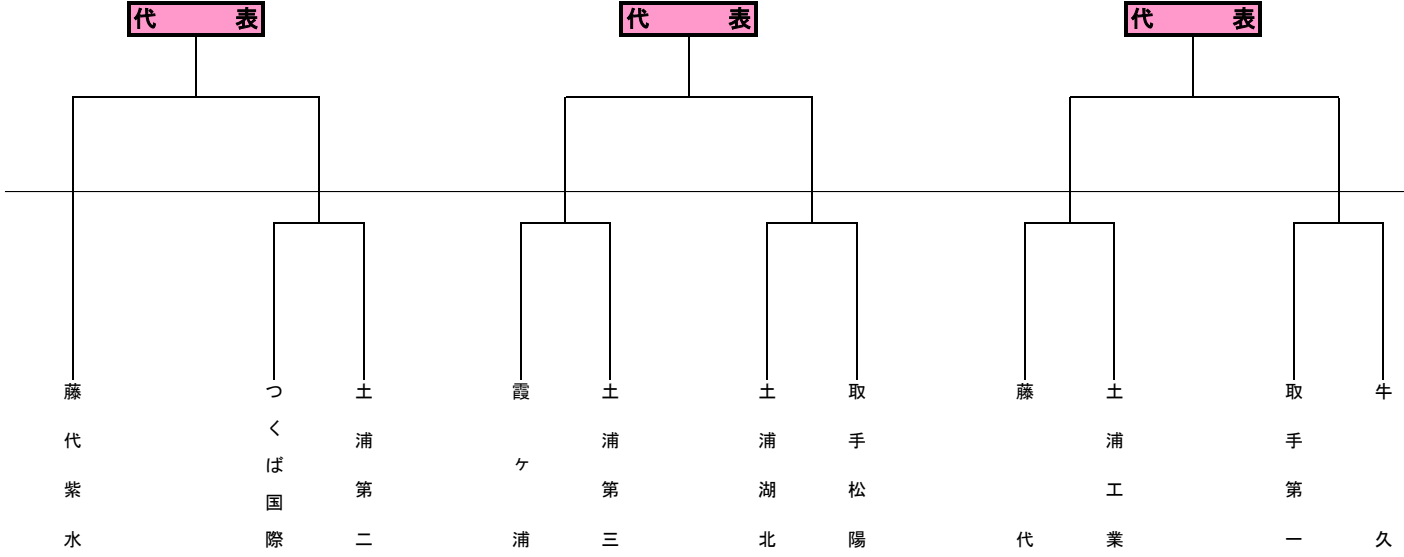 代表
代表
代表
藤代紫水
つくば国際
土浦第二
霞ヶ浦
土浦第三
土浦湖北
取手松陽
藤代
土浦工業
取手第一
牛久